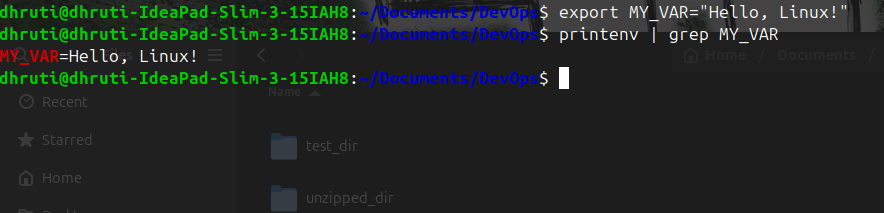 dhruti@dhruti-IdeaPad-Slim-3-15IAH8:~/Documents/DevOps$ export MY_VAR="Hello, Linux!"
dhruti@dhruti-IdeaPad-Slim-3-15IAH8:~/Documents/DevOps$ printenv | grep MY_VAR
MY_VAR=Hello, Linux!
dhruti@dhruti-IdeaPad-Slim-3-15IAH8:~/Documents/DevOps$
Home / Documents /
Recent
Name
Starred
test_dir
Home
unzipped_dir